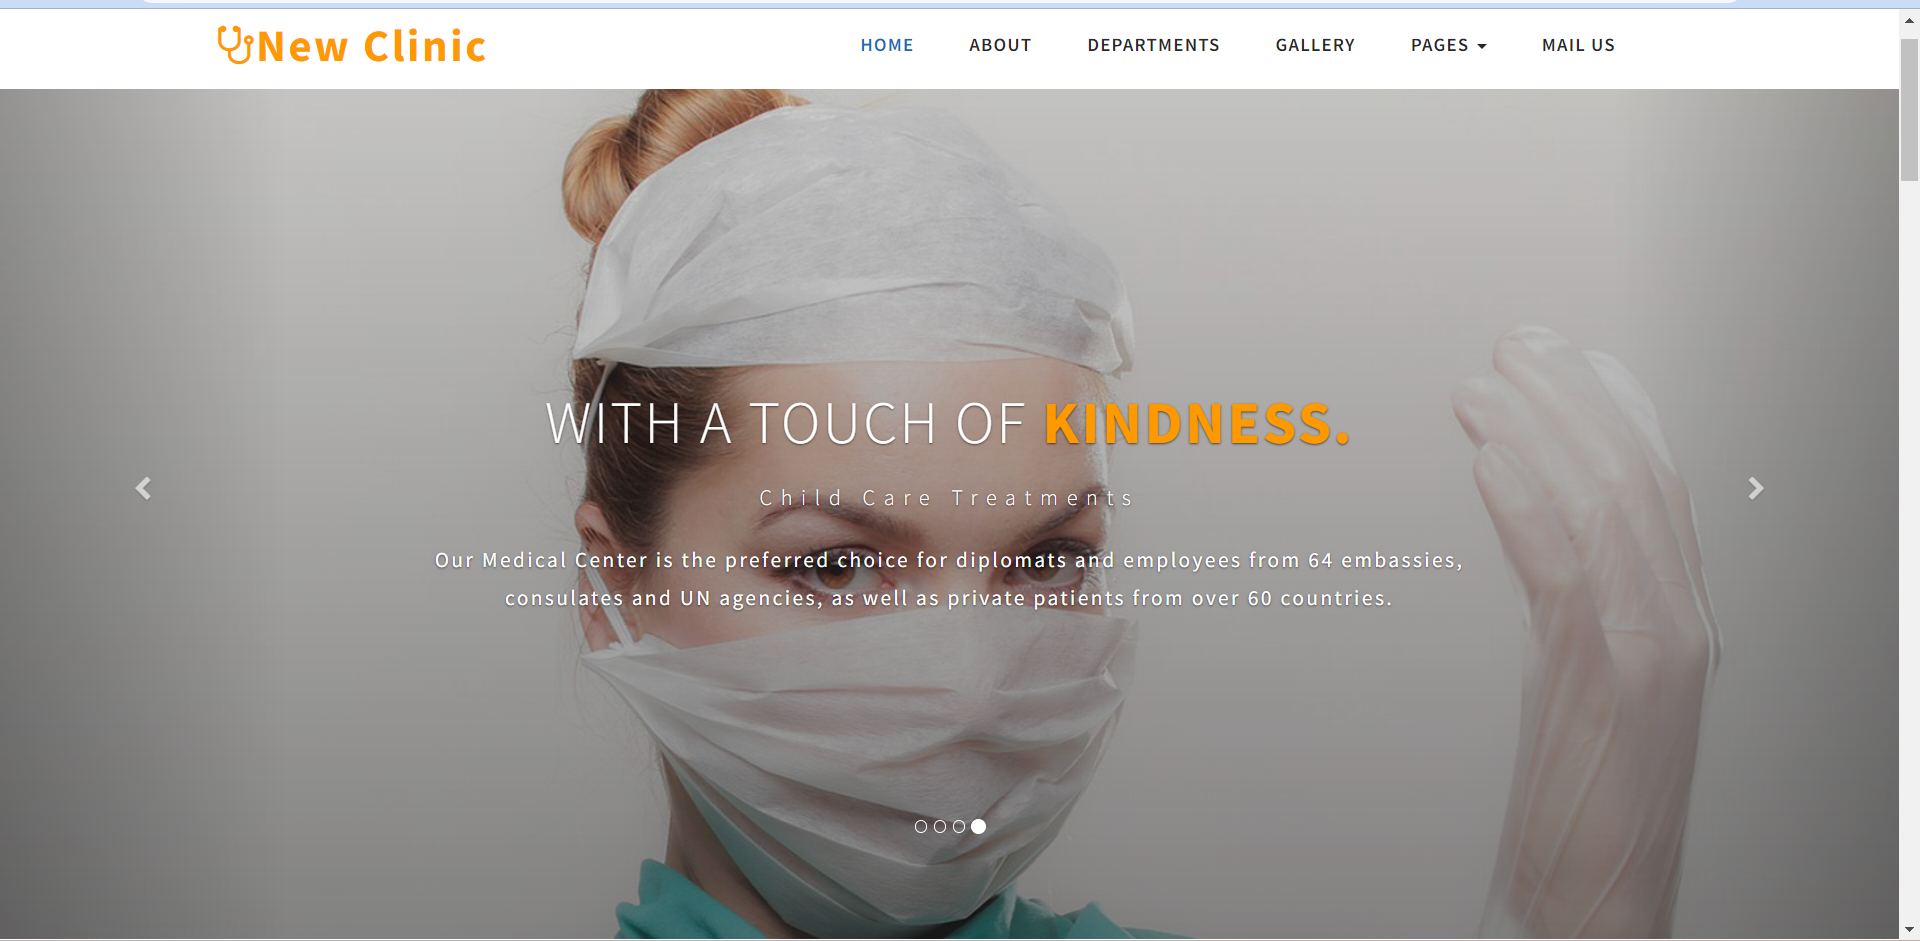 New Clinic
HOME ABOUT DEPARTMENTS GALLERY PAGES MAIL US
WITH A TOUCH OF KINDNESS.
Child Care Treatments
Our Medical Center is the preferred choice for diplomats and employees from 64 embassies,
consulates and UN agencies, as well as private patients from over 60 countries.